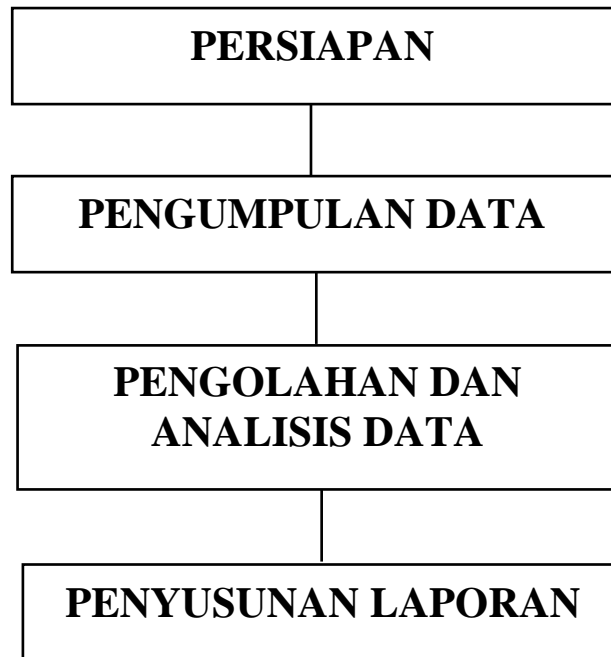 PERSIAPAN
PENGUMPULAN DATA
PENGOLAHAN DAN
ANALISIS DATA
PENYUSUNAN LAPORAN